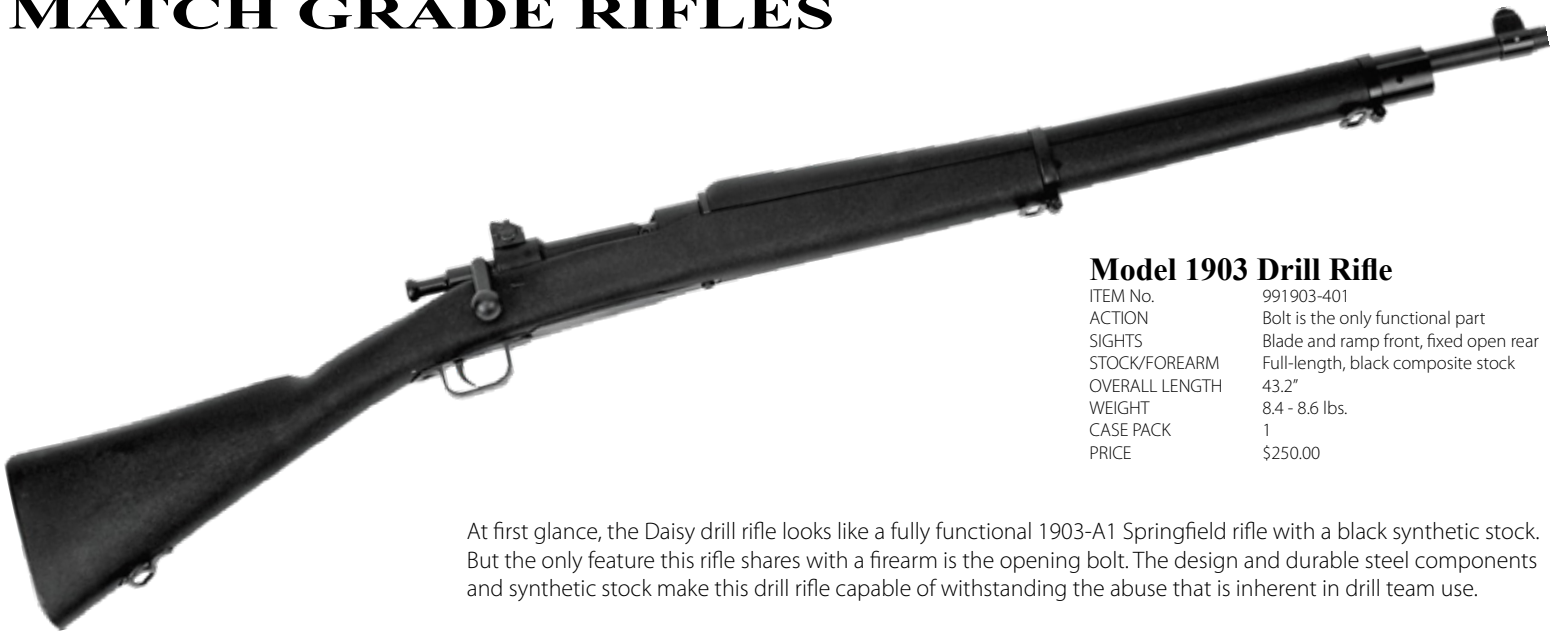 MATCH GRADE RIFLES
Model 1903 Drill Rifle
ITEM No. 991903-401
ACTION Bolt is the only functional part
SIGHTS Blade and ramp front, fixed open rear
STOCK/FOREARM Full-length, black composite stock
OVERALL LENGTH 43.2”
WEIGHT 8.4 - 8.6 lbs.
CASE PACK 1
PRICE $250.00
At first glance, the Daisy drill rifle looks like a fully functional 1903-A1 Springfield rifle with a black synthetic stock.
But the only feature this rifle shares with a firearm is the opening bolt. The design and durable steel components
and synthetic stock make this drill rifle capable of withstanding the abuse that is inherent in drill team use.